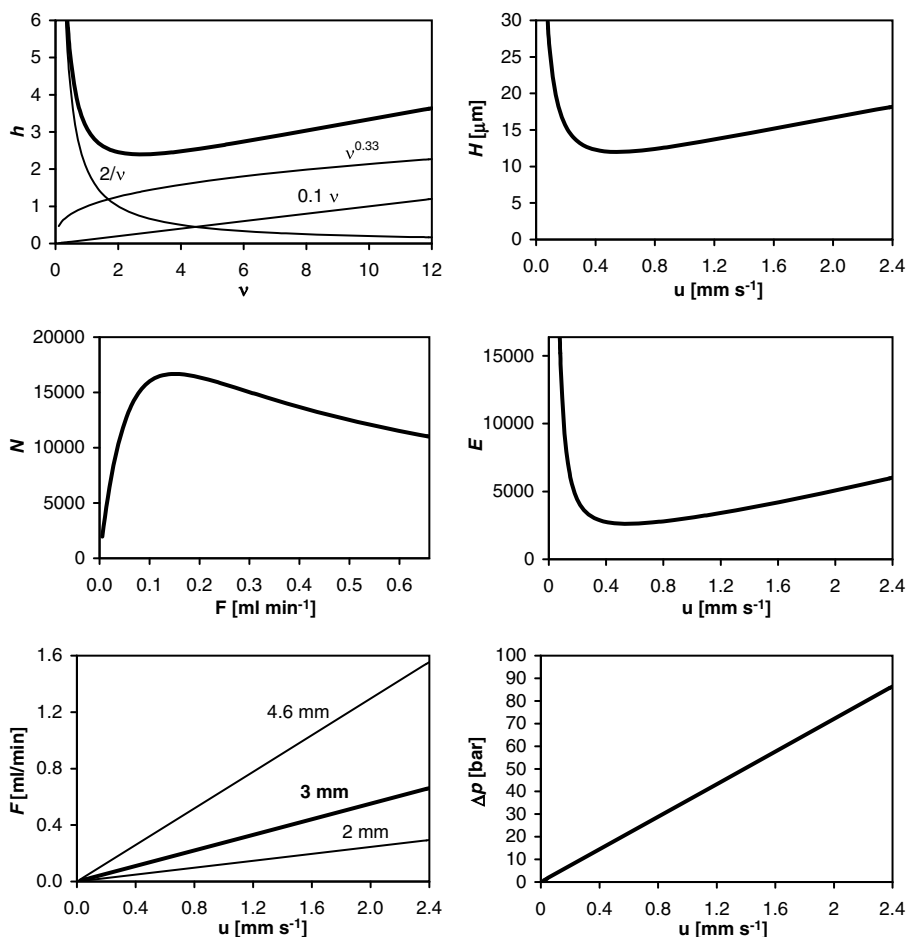 6
5
4
3
2
1
0
h
2/ν
ν0.33
0.1 ν
0 2 4 6 8 10 12
ν
30
25
20
15
10
5
0
H [μm]
0.0 0.4 0.8 1.2 1.6 2.0 2.4
u [mm s-1]
20000
15000
10000
5000
0
N
0.0 0.1 0.2 0.3 0.4 0.5 0.6
F [ml min-1]
15000
10000
5000
0
E
0.0 0.4 0.8 1.2 1.6 2.0 2.4
u [mm s-1]
1.6
1.2
0.8
0.4
0.0
F [ml/min]
4.6 mm
3 mm
2 mm
0.0 0.4 0.8 1.2 1.6 2.0 2.4
u [mm s-1]
100
90
80
70
60
50
40
30
20
10
0
Δp [bar]
0 0.4 0.8 1.2 1.6 2.0 2.4
u [mm s-1]